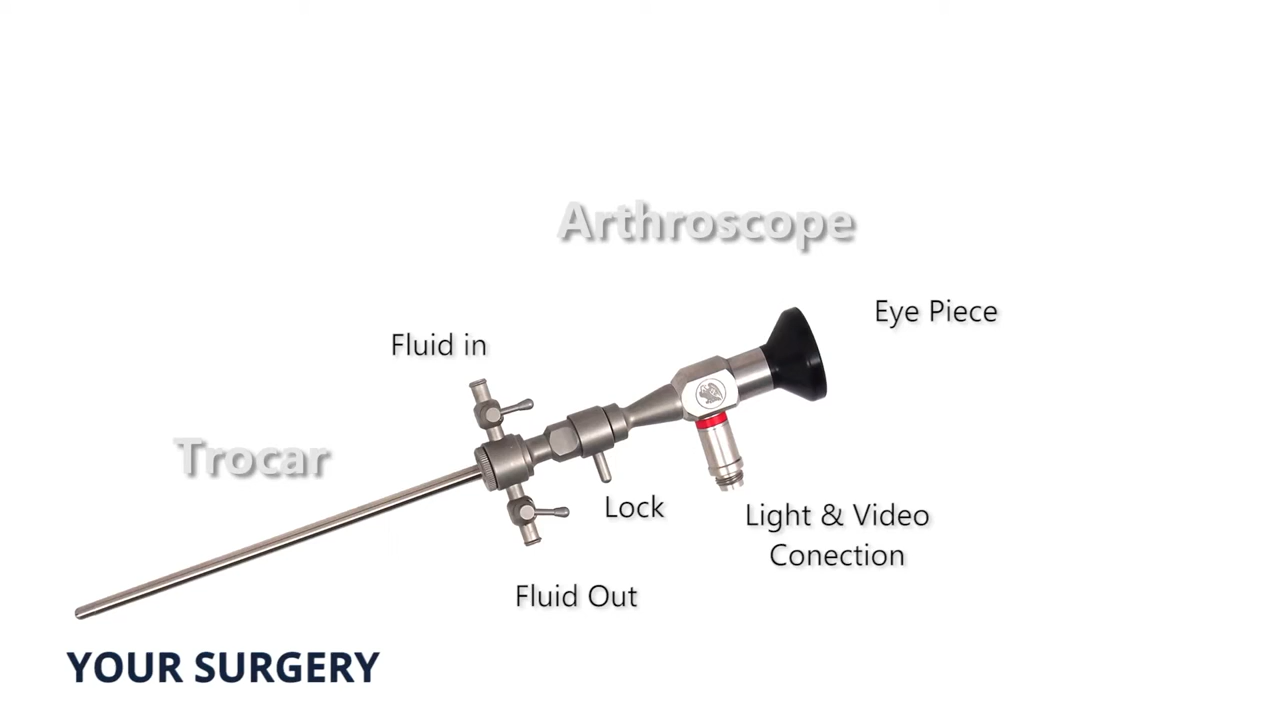 Arthroscope
Eye Piece
Fluid in
Trocar
Lock
Light & Video
Conection
Fluid Out
YOUR SURGERY